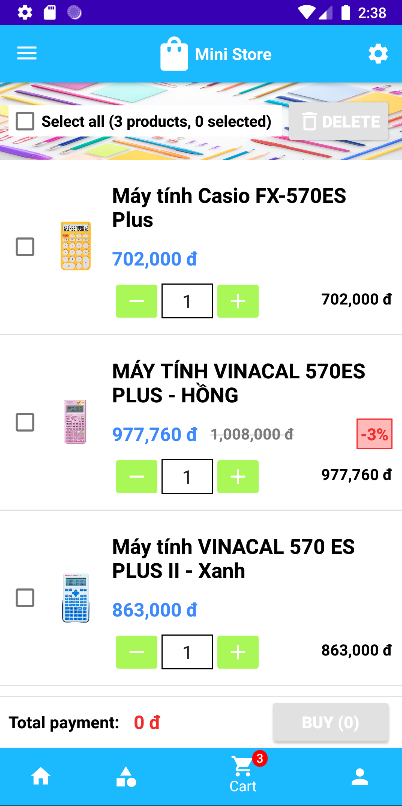 2:38
Mini Store
Select all (3 products, 0 selected)
DELETE
Máy tính Casio FX-570ES
Plus
702,000 đ
1
702,000 đ
MÁY TÍNH VINACAL 570ES
PLUS - HỒNG
977,760 đ 1,008,000 đ -3%
1
977,760 đ
Máy tính VINACAL 570 ES
PLUS II - Xanh
863,000 đ
1
863,000 đ
Total payment: 0 đ
BUY (0)
3
Cart